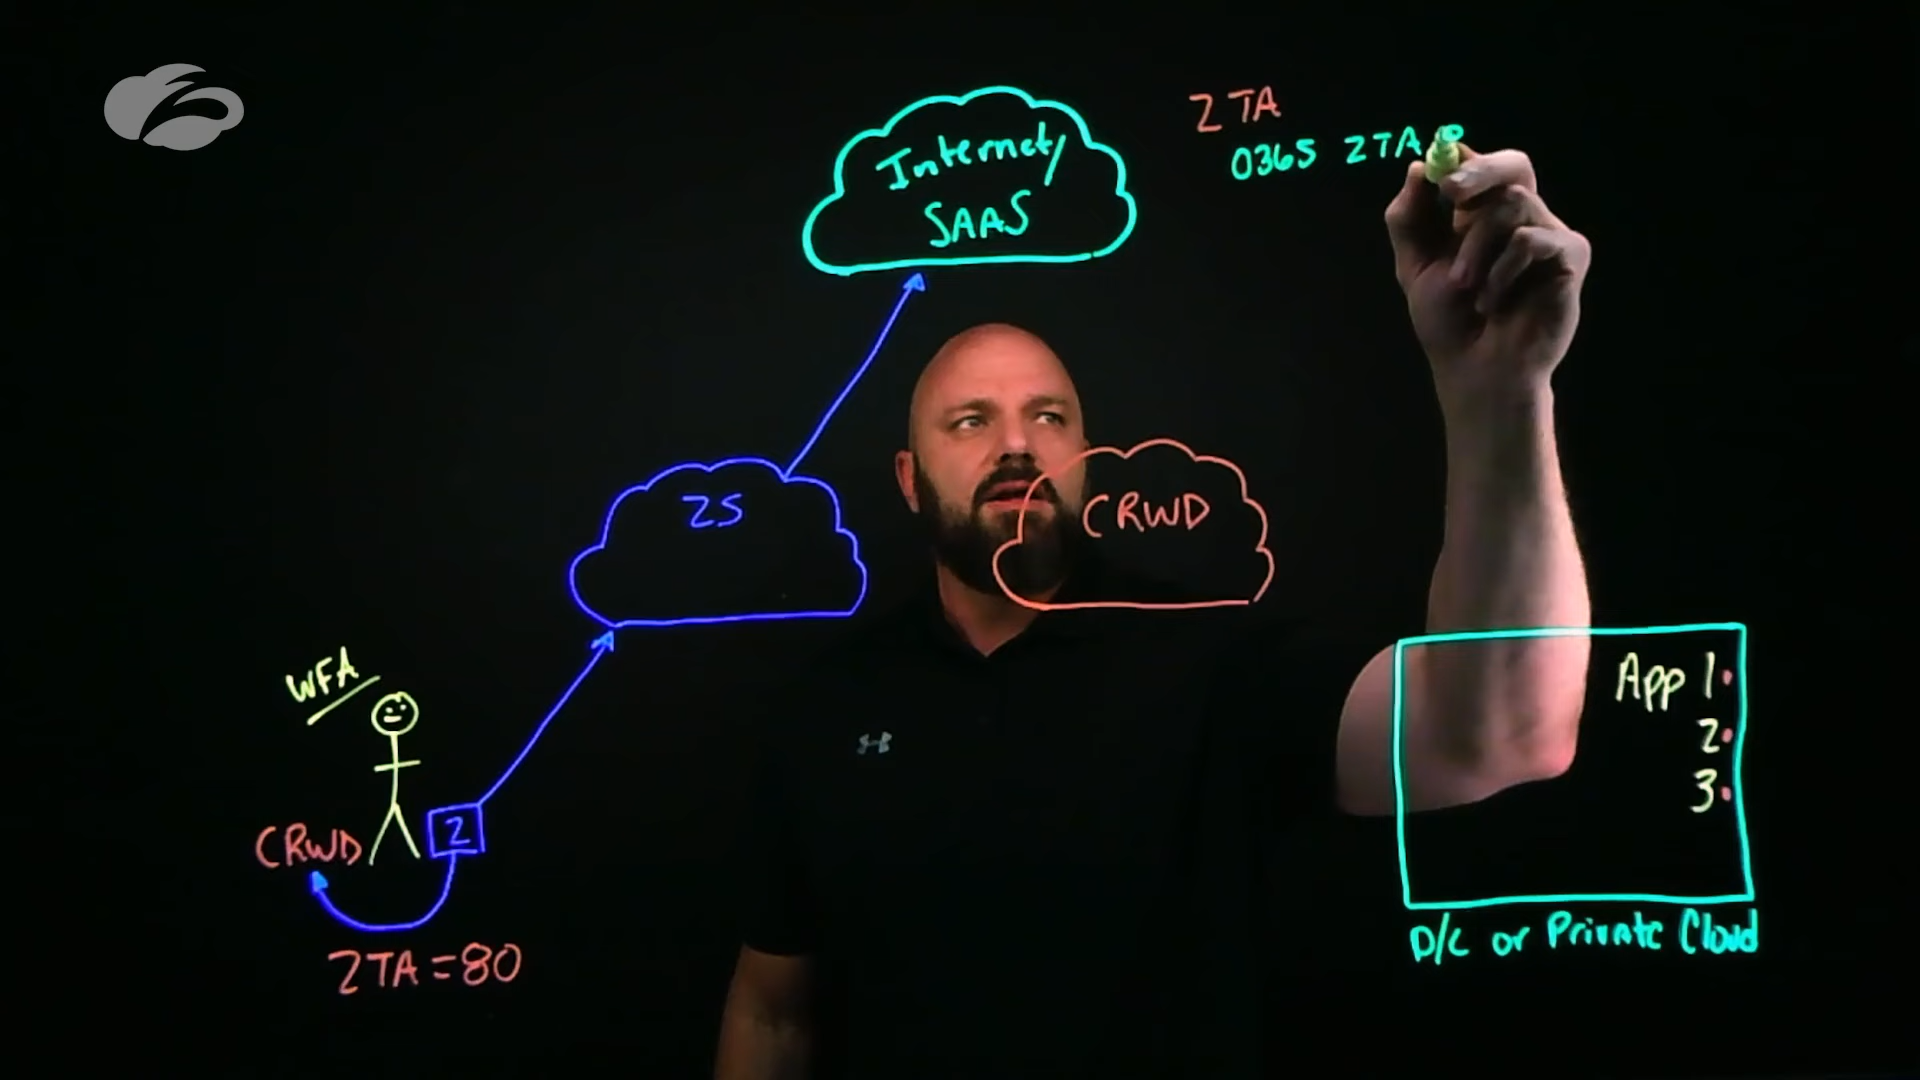 Internet/
SAAS
ZTA
O365 ZTA
ZS
CRWD
WFA
CRWD
Z
ZTA=80
App 1
2
3
D/C or Private Cloud